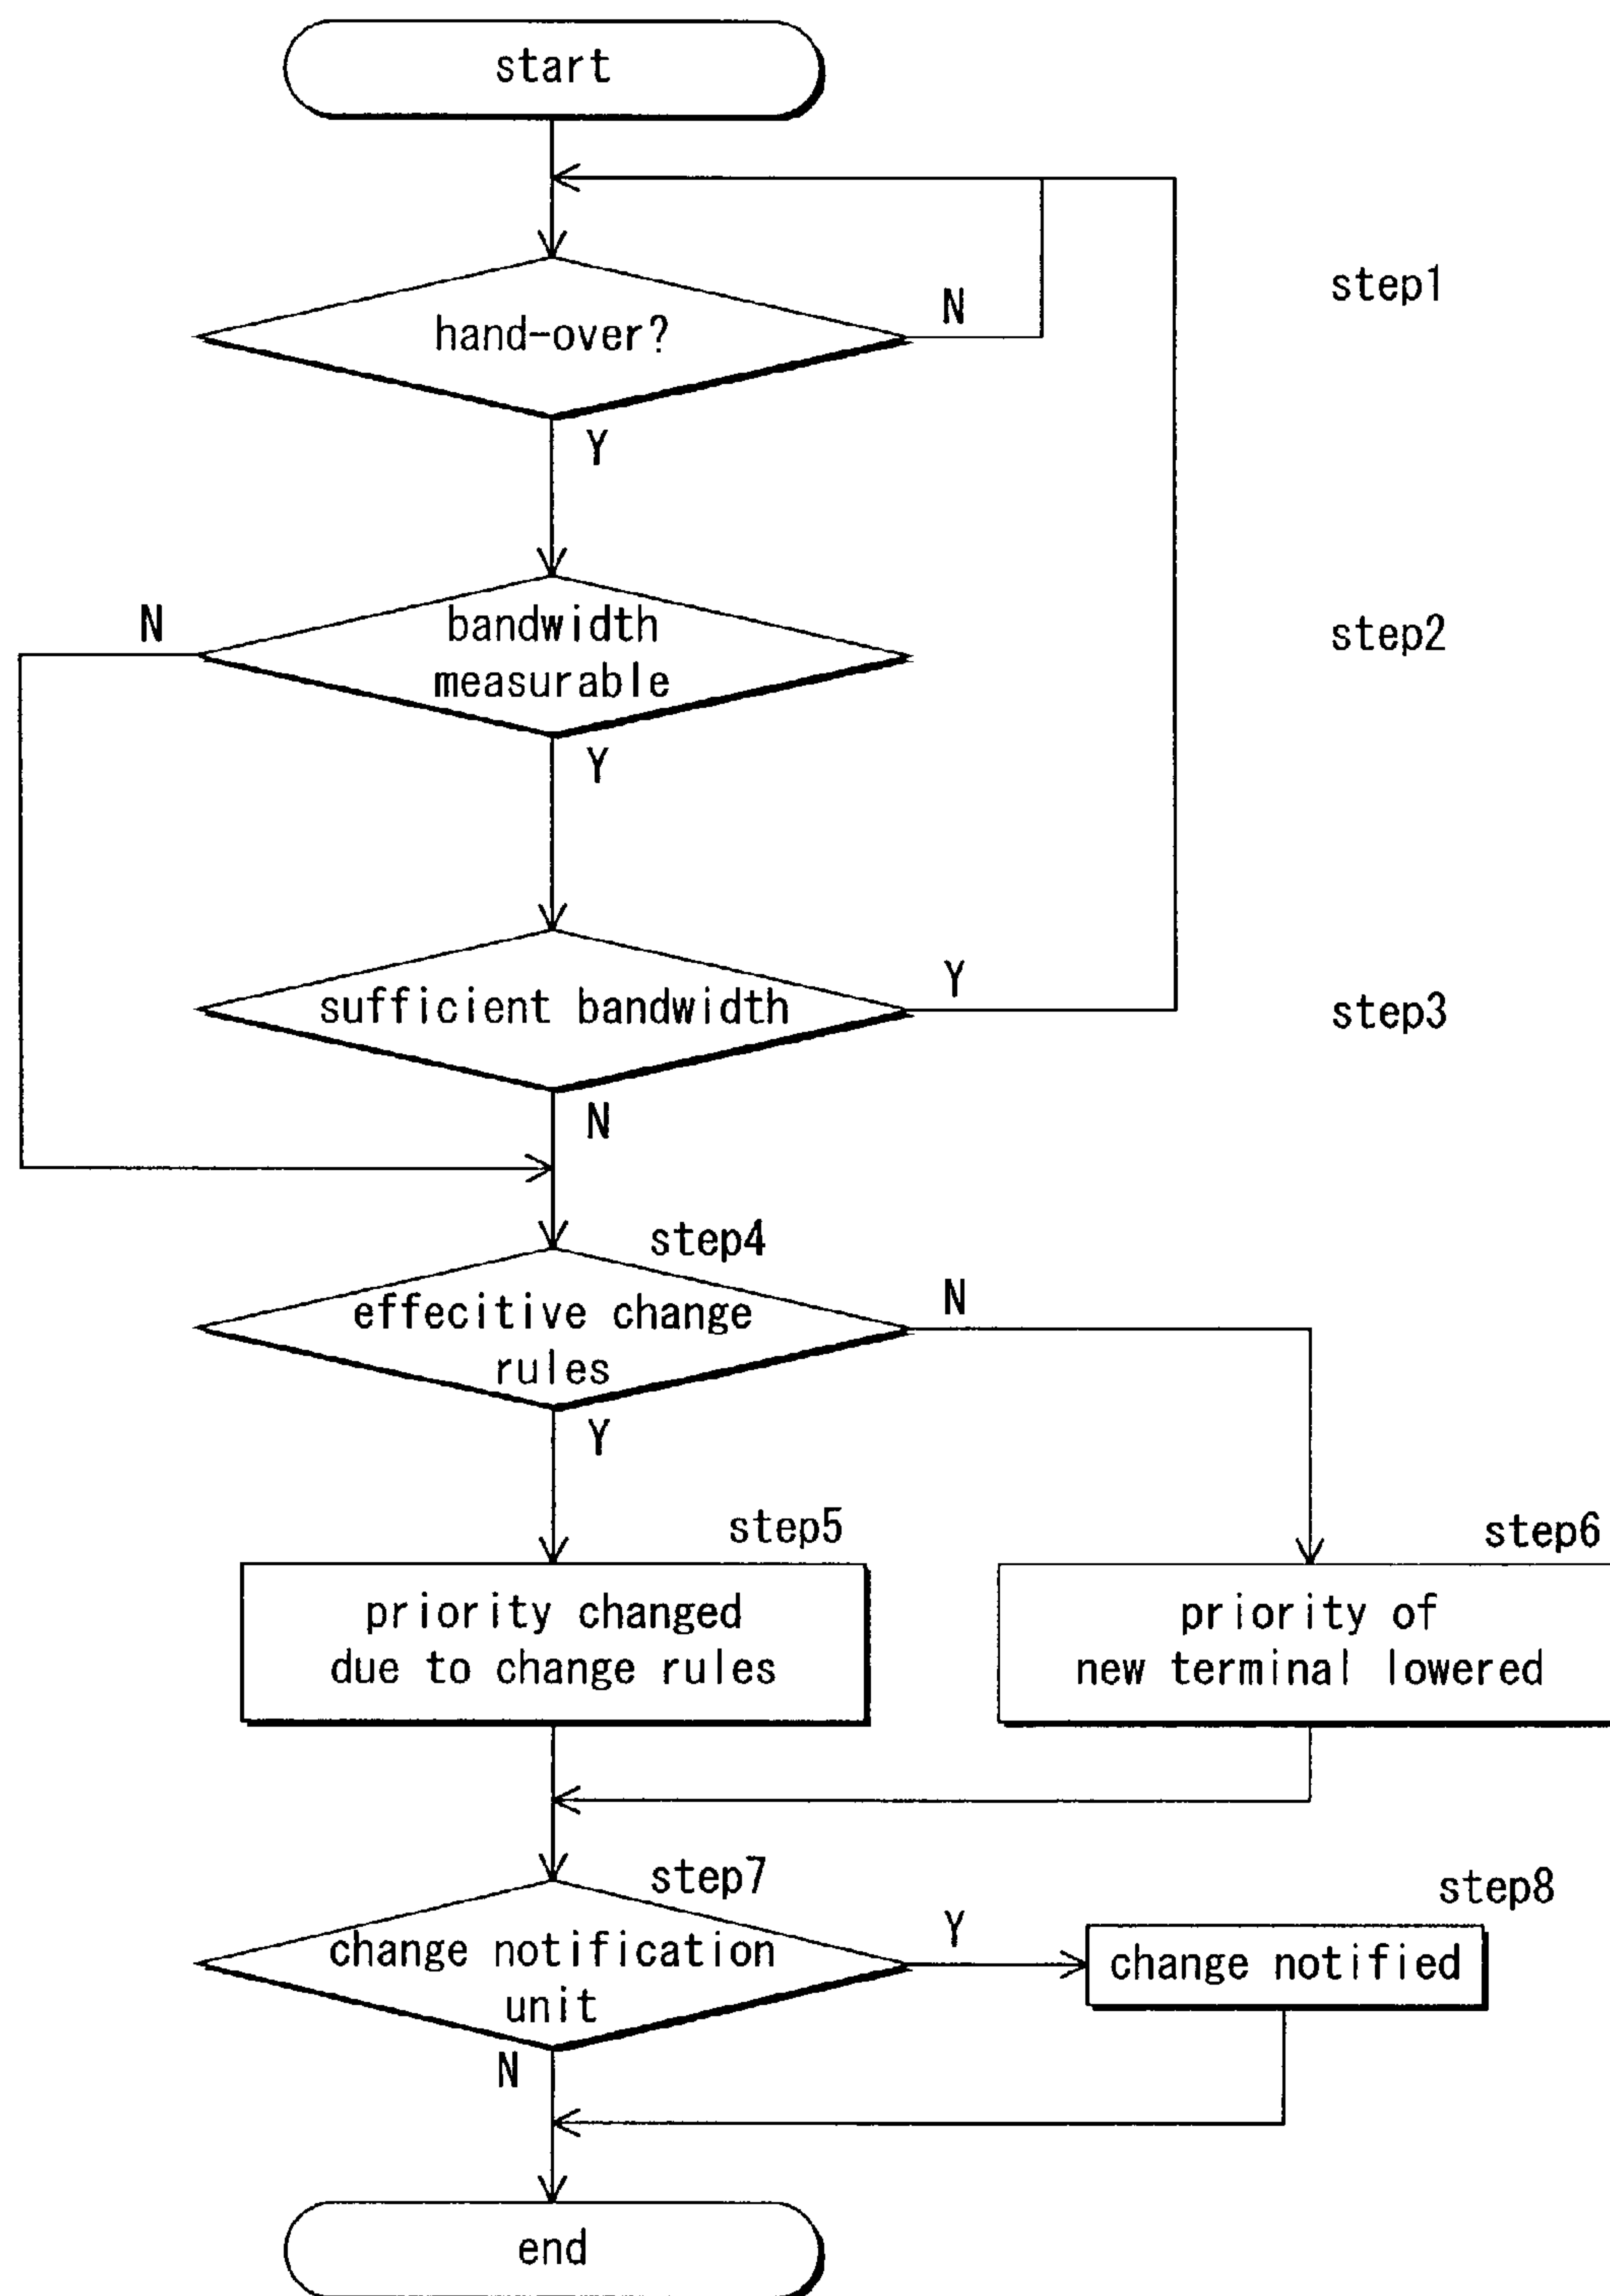 start
hand-over?
N
step1
Y
N
bandwidth
measurable
step2
Y
sufficient bandwidth
Y
step3
N
step4
effecitive change
rules
N
Y
step5
priority changed
due to change rules
step6
priority of
new terminal lowered
step7
change notification
unit
Y
step8
change notified
N
end